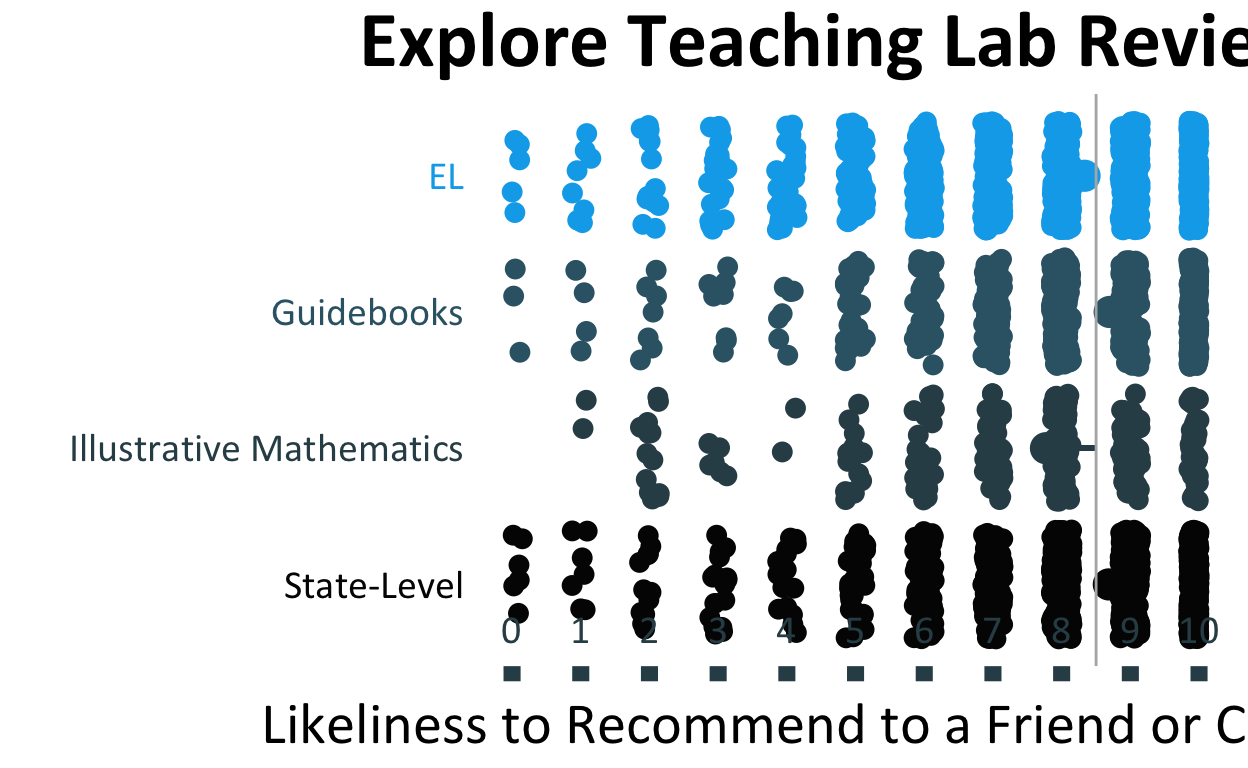 Explore Teaching Lab Revie
EL
Guidebooks
Illustrative Mathematics
State-Level
0 1 2 3 4 5 6 7 8 9 10
Likeliness to Recommend to a Friend or C